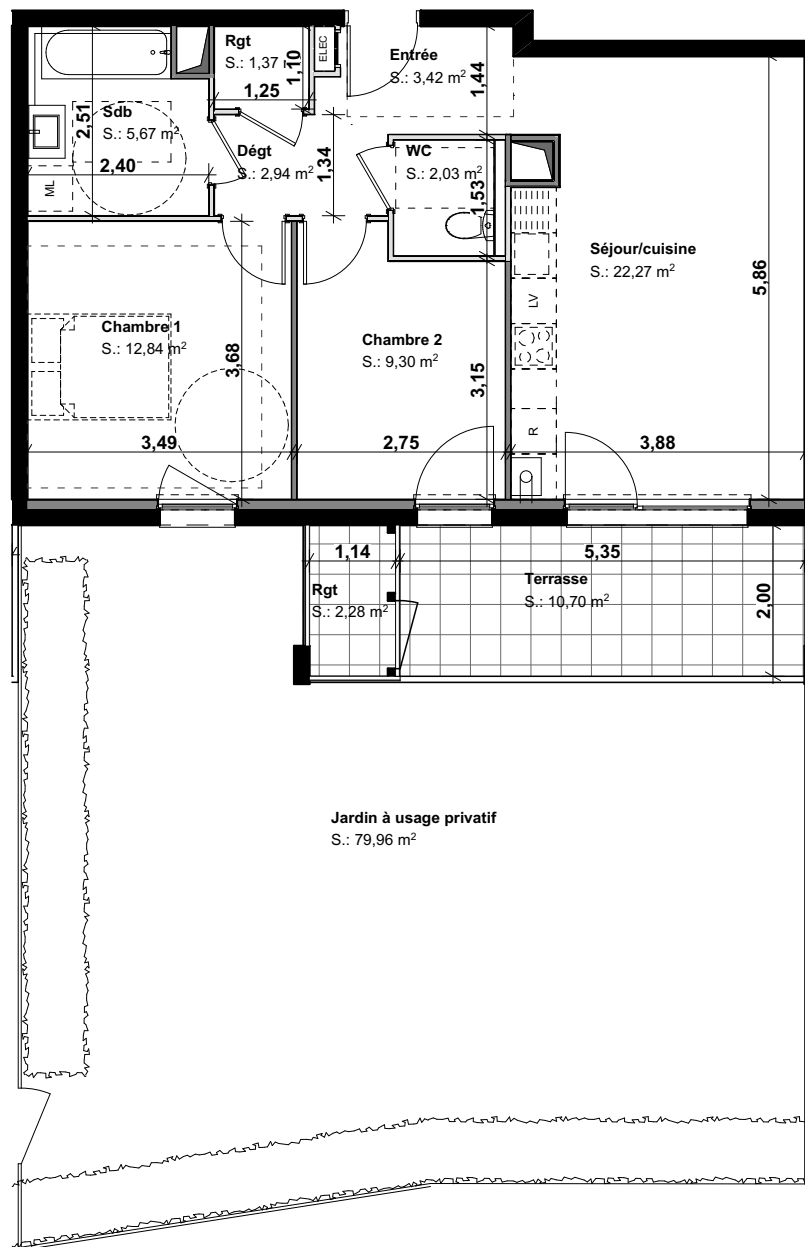 Rgt
S.: 1,37 m²
1,10
1,25
ELEC
Entrée
S.: 3,42 m²
1,44
Sdb
S.: 5,67 m²
2,51
2,40
ML
Dégt
S.: 2,94 m²
1,34
WC
S.: 2,03 m²
1,53
Séjour/cuisine
S.: 22,27 m²
5,86
LV
R
3,88
Chambre 1
S.: 12,84 m²
3,68
3,49
Chambre 2
S.: 9,30 m²
3,15
2,75
1,14
5,35
Rgt
S.: 2,28 m²
Terrasse
S.: 10,70 m²
2,00
Jardin à usage privatif
S.: 79,96 m²